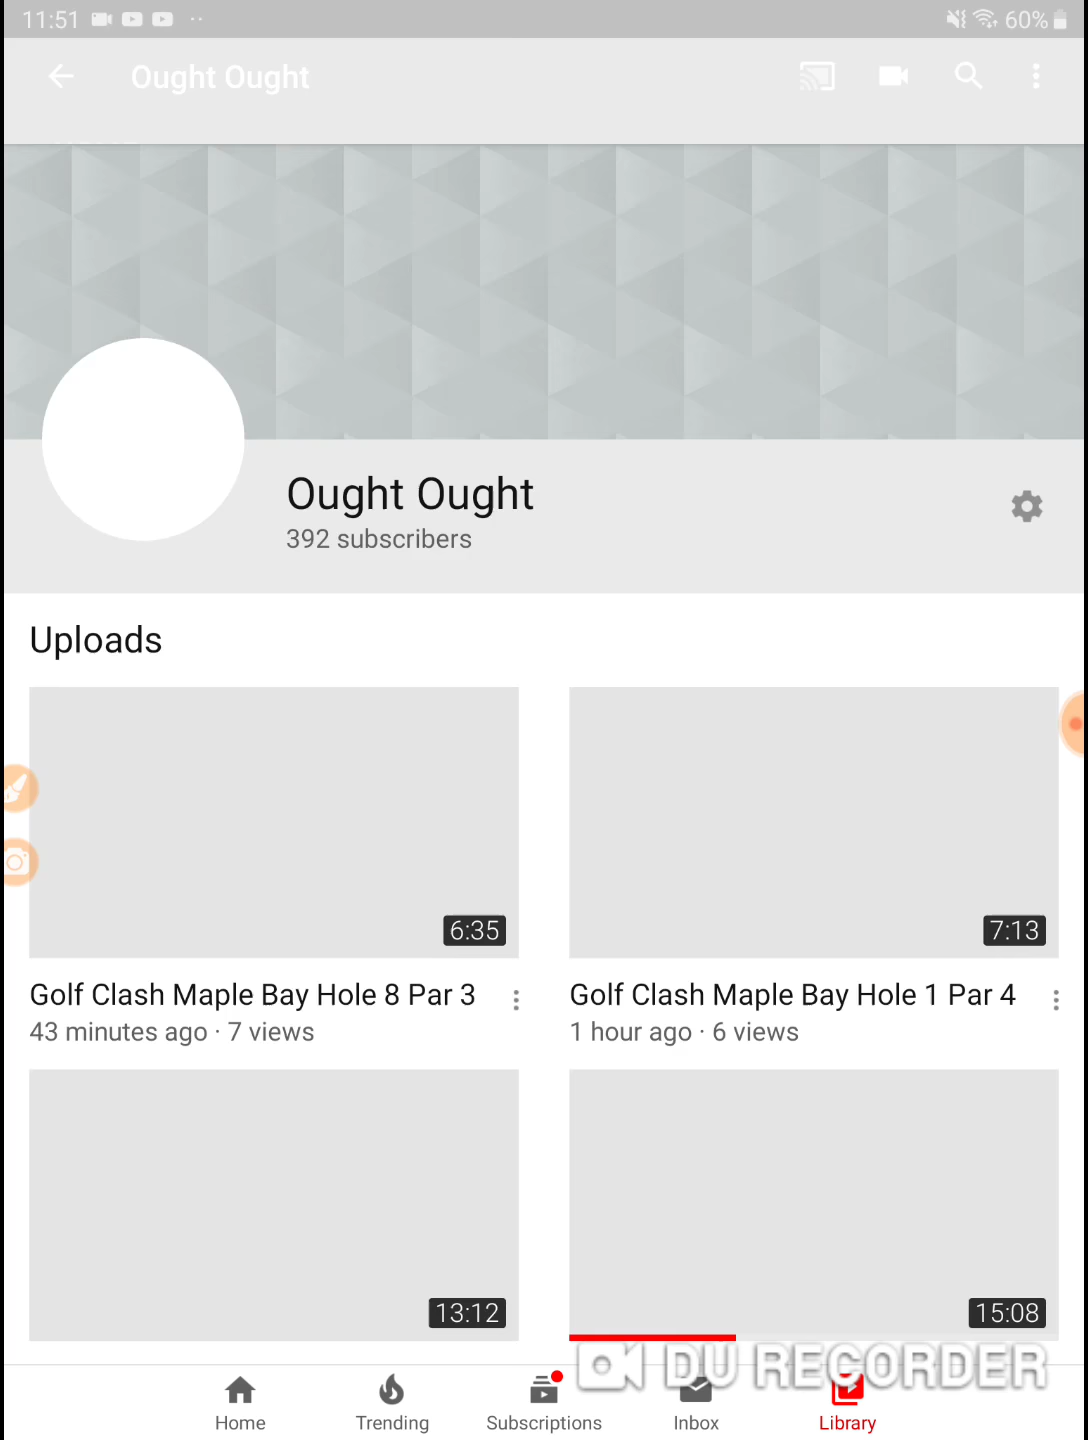 11:51
60%
Ought Ought
Ought Ought
392 subscribers
Uploads
6:35
7:13
Golf Clash Maple Bay Hole 8 Par 3
43 minutes ago · 7 views
Golf Clash Maple Bay Hole 1 Par 4
1 hour ago · 6 views
13:12
15:08
DU RECORDER
Home
Trending
Subscriptions
Inbox
Library